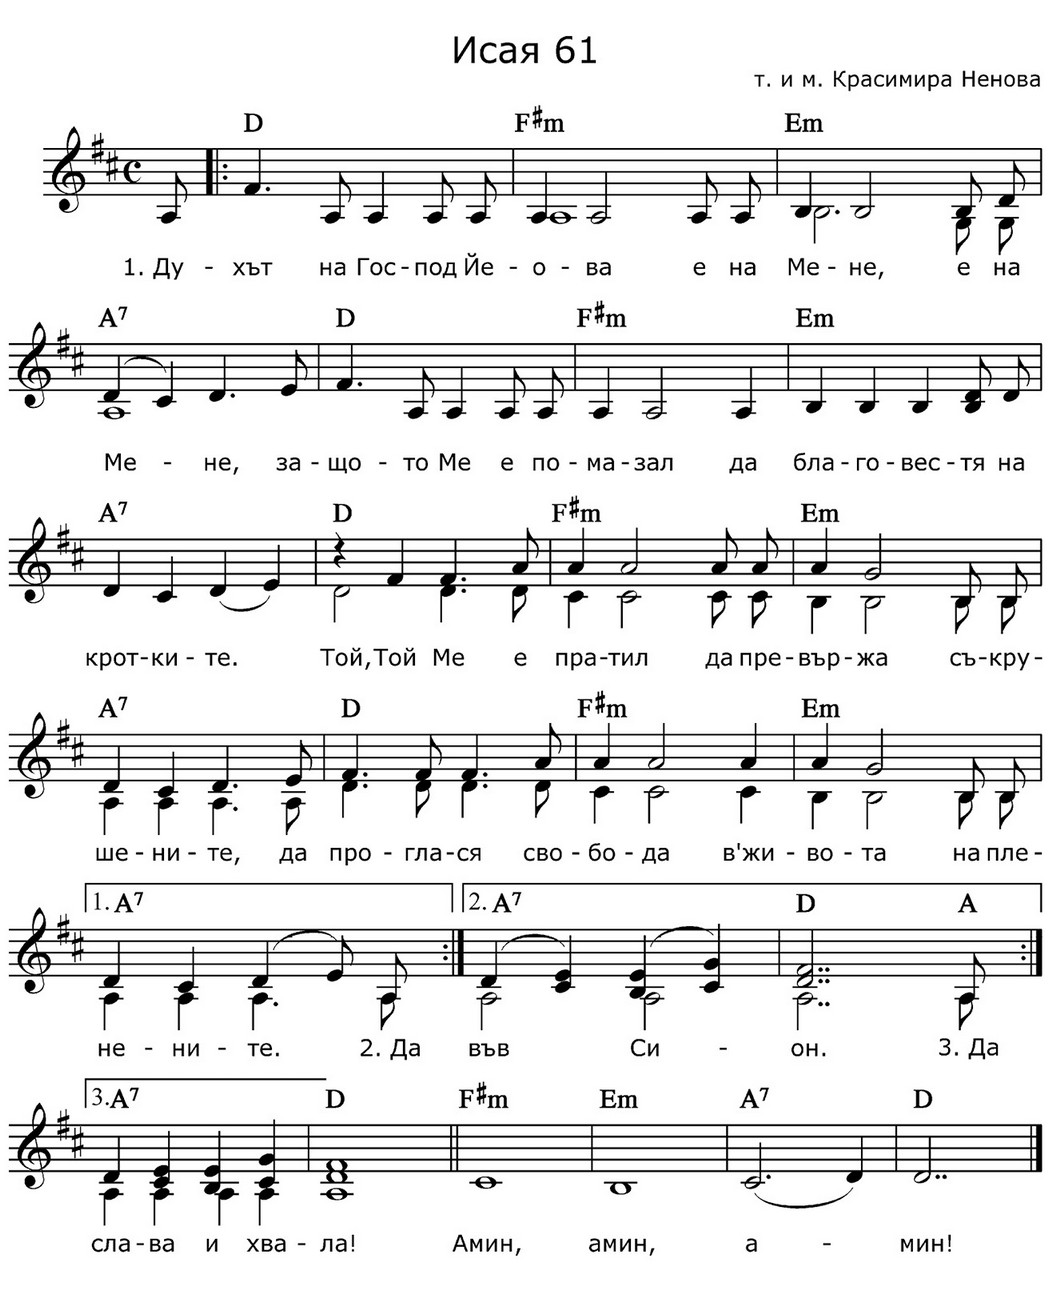 Исая 61
т. и м. Красимира Ненова
D F#m Em
1. Ду - хът на Гос - под Йе - о - ва е на Ме - не, е на
A7 D F#m Em
Ме - не, за - що - то Ме е по - ма - зал да бла - го - вес - тя на
A7 D F#m Em
крот - ки - те. Той, Той Ме е пра - тил да пре - вър - жа съ - кру -
A7 D F#m Em
ше - ни - те, да про - гла - ся сво - бо - да в'жи - во - та на пле -
1. A7 2. A7 D A
не - ни - те. 2. Да във Си - он. 3. Да
3. A7 D F#m Em A7 D
сла - ва и хва - ла! Амин, амин, а - мин!